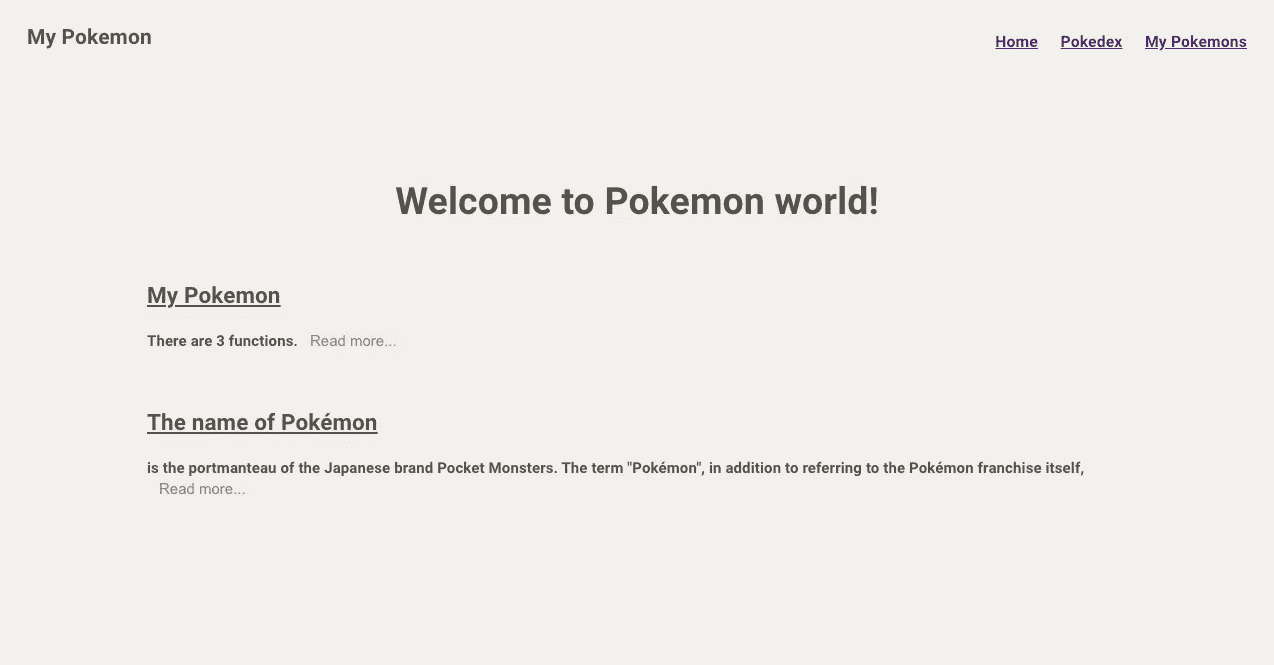 My Pokemon
Home Pokedex My Pokemons
Welcome to Pokemon world!
My Pokemon
There are 3 functions. Read more...
The name of Pokémon
is the portmanteau of the Japanese brand Pocket Monsters. The term "Pokémon", in addition to referring to the Pokémon franchise itself,
Read more...